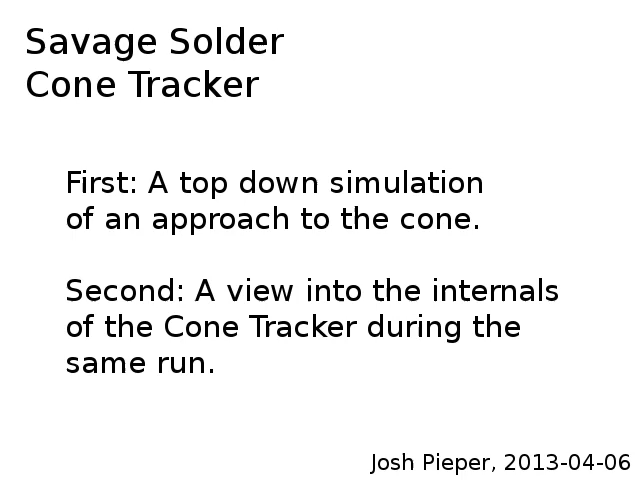 Savage Solder
Cone Tracker
First: A top down simulation
of an approach to the cone.
Second: A view into the internals
of the Cone Tracker during the
same run.
Josh Pieper, 2013-04-06